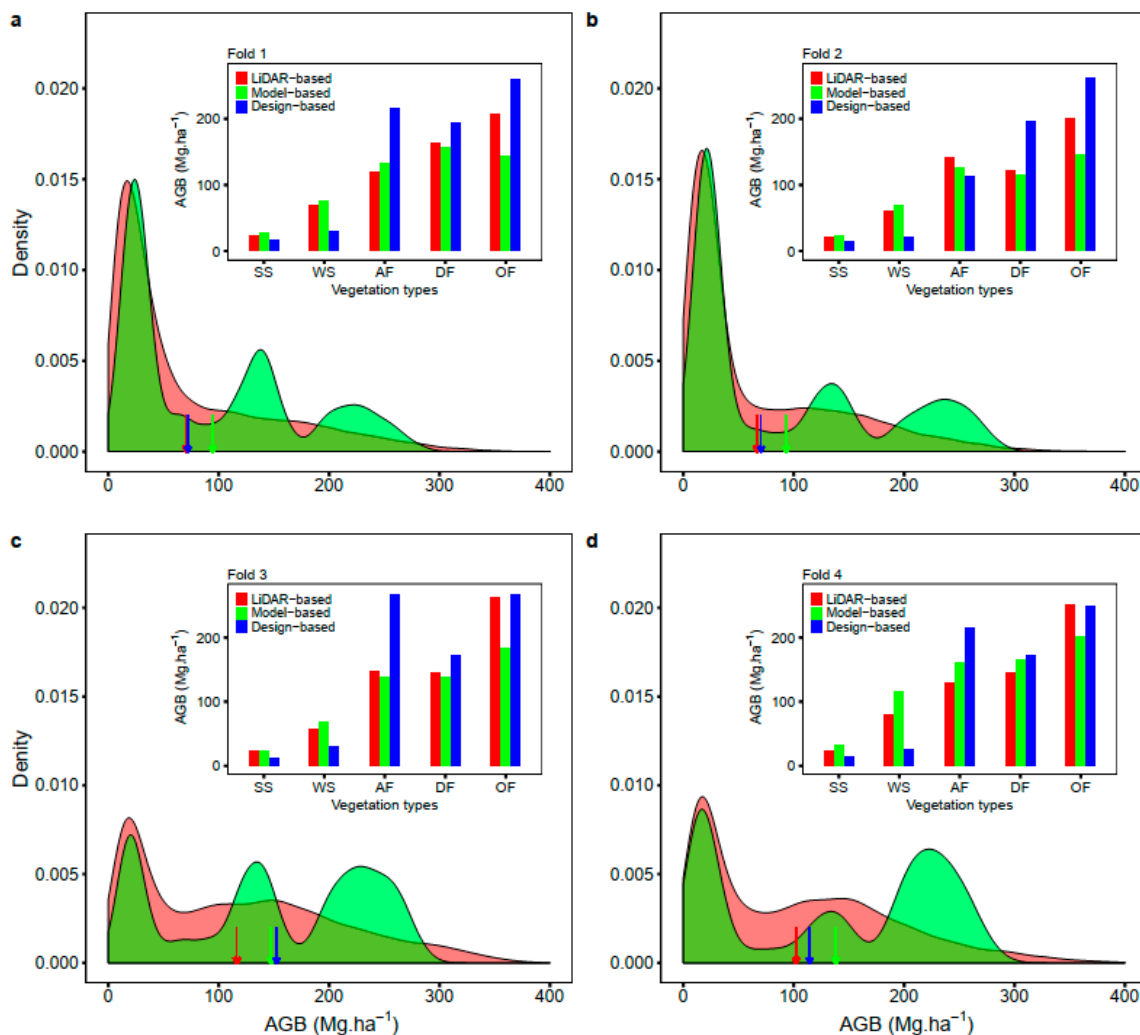 a
Fold 1
LiDAR-based
Model-based
Design-based
AGB (Mg.ha⁻¹)
200
100
0
SS WS AF DF OF
Vegetation types
Density
0.020
0.015
0.010
0.005
0.000
0 100 200 300 400
b
Fold 2
LiDAR-based
Model-based
Design-based
AGB (Mg.ha⁻¹)
200
100
0
SS WS AF DF OF
Vegetation types
0.020
0.015
0.010
0.005
0.000
0 100 200 300 400
c
Fold 3
LiDAR-based
Model-based
Design-based
AGB (Mg.ha⁻¹)
200
100
0
SS WS AF DF OF
Vegetation types
Denity
0.020
0.015
0.010
0.005
0.000
0 100 200 300 400
AGB (Mg.ha⁻¹)
d
Fold 4
LiDAR-based
Model-based
Design-based
AGB (Mg.ha⁻¹)
200
100
0
SS WS AF DF OF
Vegetation types
0.020
0.015
0.010
0.005
0.000
0 100 200 300 400
AGB (Mg.ha⁻¹)